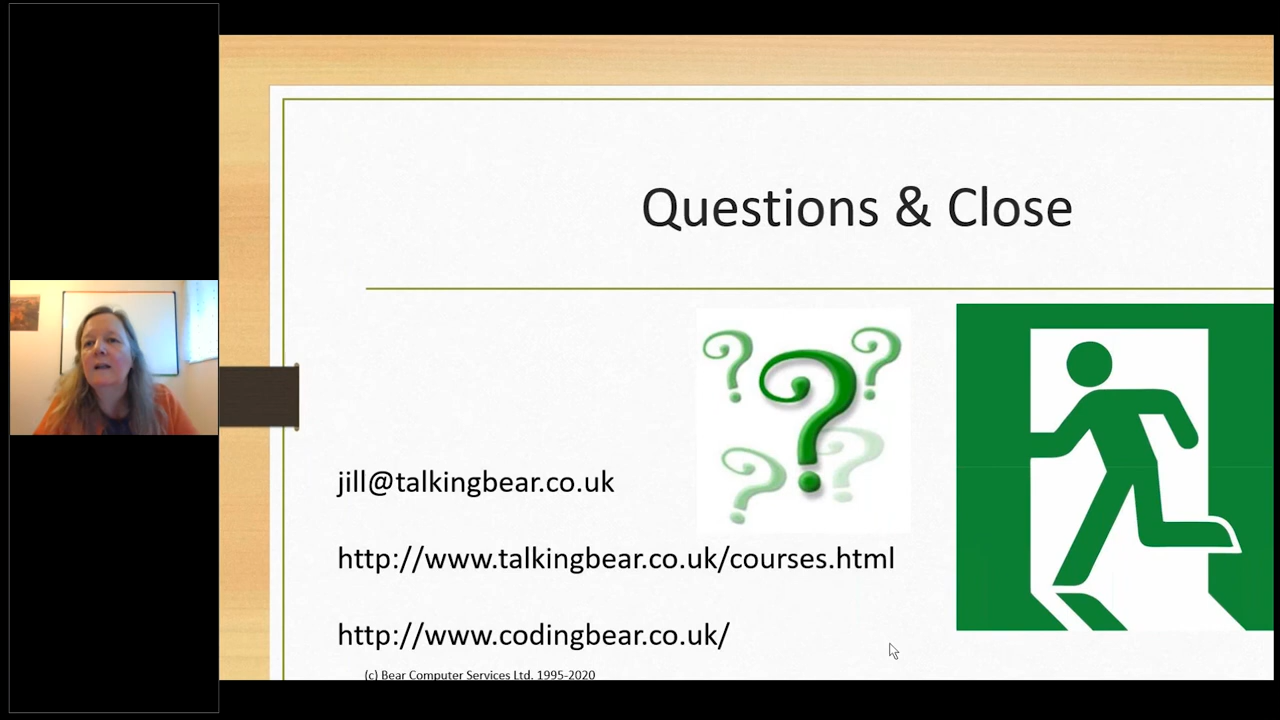 Questions & Close
jill@talkingbear.co.uk
http://www.talkingbear.co.uk/courses.html
http://www.codingbear.co.uk/
(c) Bear Computer Services Ltd. 1995-2020